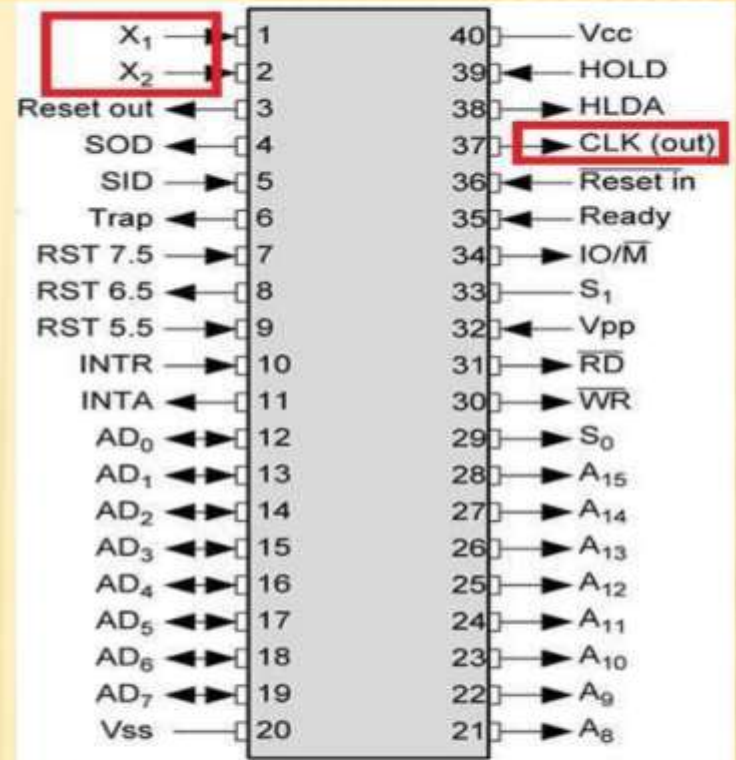 X₁ 1 40 Vcc
X₂ 2 39 HOLD
Reset out 3 38 HLDA
SOD 4 37 CLK (out)
SID 5 36 R̅e̅s̅e̅t̅ ̅i̅n̅
Trap 6 35 Ready
RST 7.5 7 34 IO/M̅
RST 6.5 8 33 S₁
RST 5.5 9 32 Vpp
INTR 10 31 R̅D̅
INTA 11 30 W̅R̅
AD₀ 12 29 S₀
AD₁ 13 28 A₁₅
AD₂ 14 27 A₁₄
AD₃ 15 26 A₁₃
AD₄ 16 25 A₁₂
AD₅ 17 24 A₁₁
AD₆ 18 23 A₁₀
AD₇ 19 22 A₉
Vss 20 21 A₈